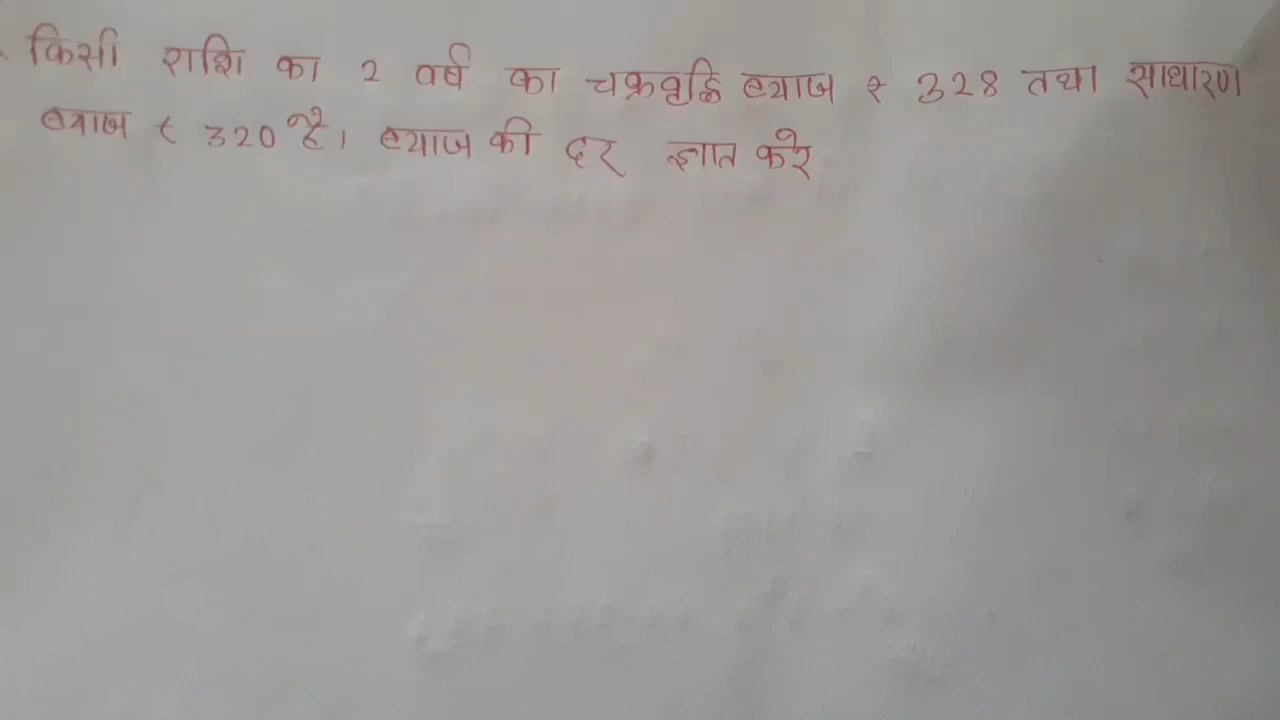 किसी राशि का 2 वर्ष का चक्रवृद्धि ब्याज ₹ 328 तथा साधारण
ब्याज ₹ 320 है। ब्याज की दर ज्ञात करे